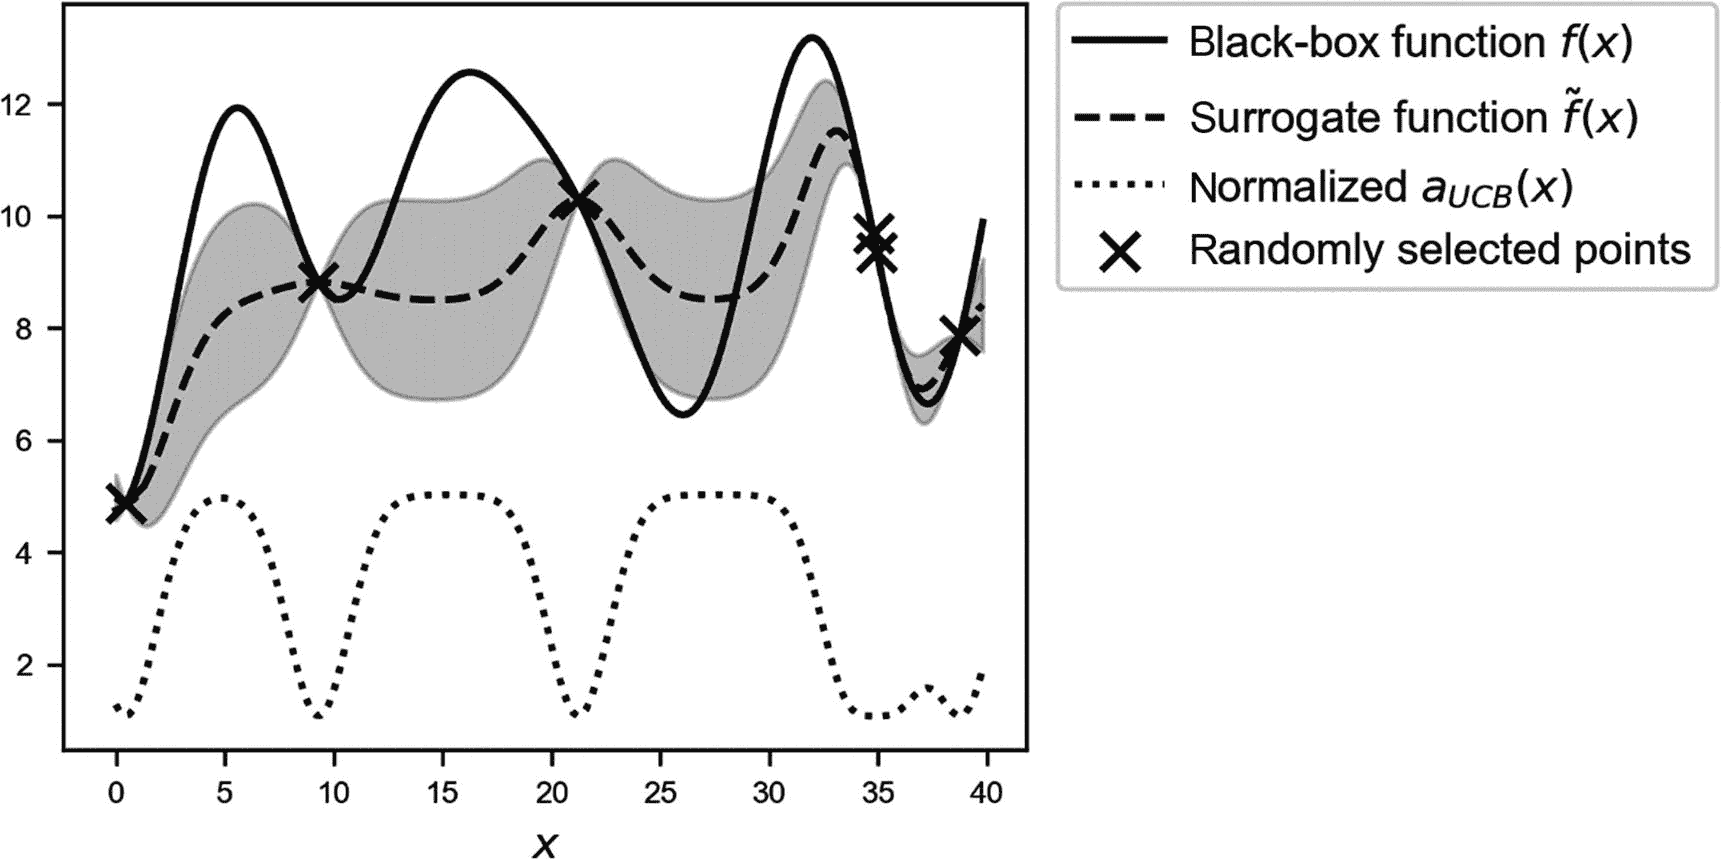 12
10
8
6
4
2
0 5 10 15 20 25 30 35 40
x
Black-box function f(x)
Surrogate function f̃(x)
Normalized aUCB(x)
Randomly selected points